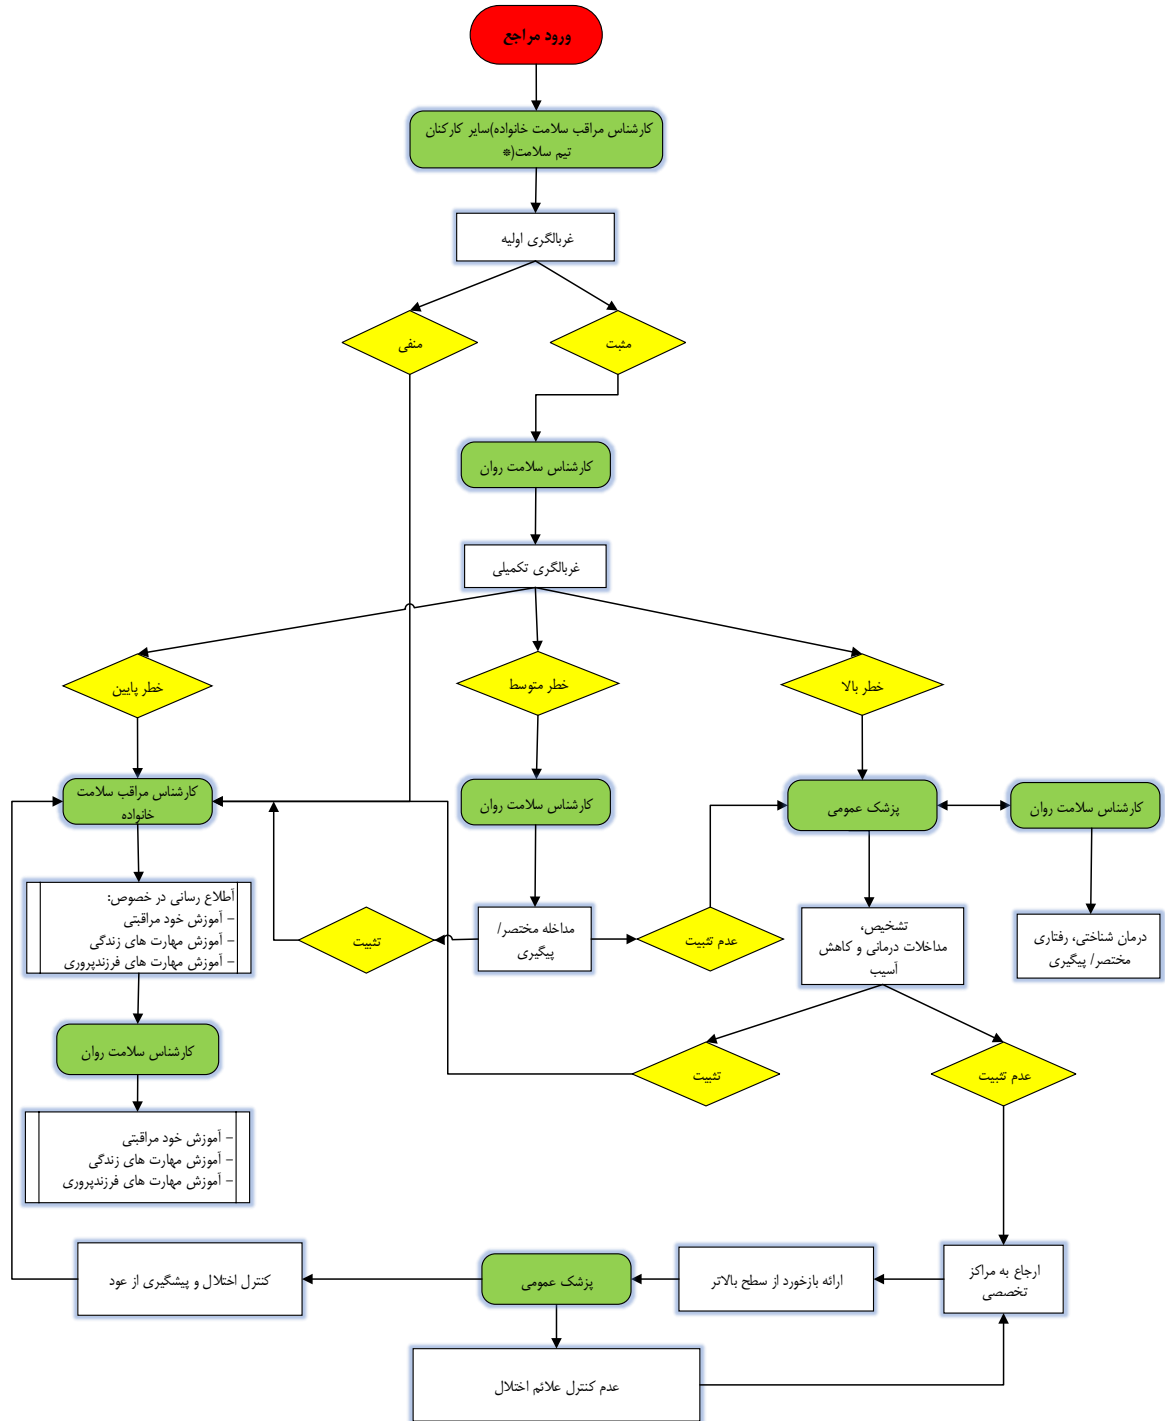 ورود مراجع
کارشناس مراقب سلامت خانواده)سایر کارکنان
تیم سلامت(*
غربالگری اولیه
مثبت
منفی
کارشناس سلامت روان
غربالگری تکمیلی
خطر بالا
خطر متوسط
خطر پایین
کارشناس سلامت روان
پزشک عمومی
کارشناس سلامت روان
کارشناس مراقب سلامت
خانواده
درمان شناختی، رفتاری
مختصر/ پیگیری
تشخیص،
مداخلات درمانی و کاهش
آسیب
عدم تثبیت
مداخله مختصر/
پیگیری
تثبیت
أطلاع رسانی در خصوص:
- آموزش خود مراقبتی
- آموزش مهارت های زندگی
- آموزش مهارت های فرزندپروری
عدم تثبیت
تثبیت
کارشناس سلامت روان
- آموزش خود مراقبتی
- آموزش مهارت های زندگی
- آموزش مهارت های فرزندپروری
ارجاع به مراکز
تخصصی
ارائه بازخورد از سطح بالاتر
پزشک عمومی
کنترل اختلال و پیشگیری از عود
عدم کنترل علائم اختلال